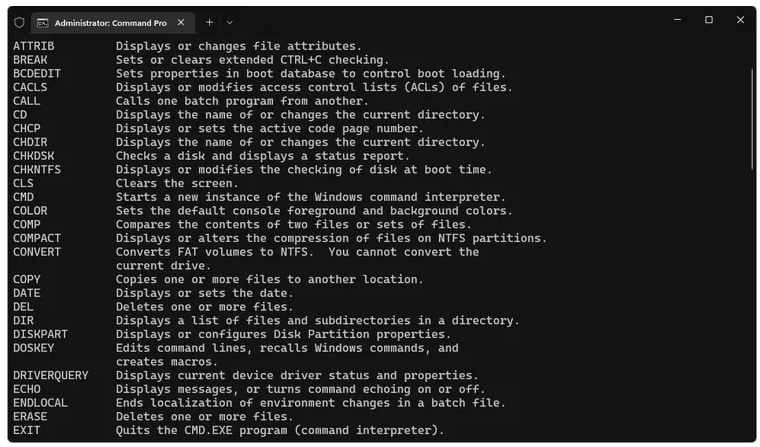 Administrator: Command Pro
ATTRIB Displays or changes file attributes.
BREAK Sets or clears extended CTRL+C checking.
BCDEDIT Sets properties in boot database to control boot loading.
CACLS Displays or modifies access control lists (ACLs) of files.
CALL Calls one batch program from another.
CD Displays the name of or changes the current directory.
CHCP Displays or sets the active code page number.
CHDIR Displays the name of or changes the current directory.
CHKDSK Checks a disk and displays a status report.
CHKNTFS Displays or modifies the checking of disk at boot time.
CLS Clears the screen.
CMD Starts a new instance of the Windows command interpreter.
COLOR Sets the default console foreground and background colors.
COMP Compares the contents of two files or sets of files.
COMPACT Displays or alters the compression of files on NTFS partitions.
CONVERT Converts FAT volumes to NTFS. You cannot convert the
current drive.
COPY Copies one or more files to another location.
DATE Displays or sets the date.
DEL Deletes one or more files.
DIR Displays a list of files and subdirectories in a directory.
DISKPART Displays or configures Disk Partition properties.
DOSKEY Edits command lines, recalls Windows commands, and
creates macros.
DRIVERQUERY Displays current device driver status and properties.
ECHO Displays messages, or turns command echoing on or off.
ENDLOCAL Ends localization of environment changes in a batch file.
ERASE Deletes one or more files.
EXIT Quits the CMD.EXE program (command interpreter).